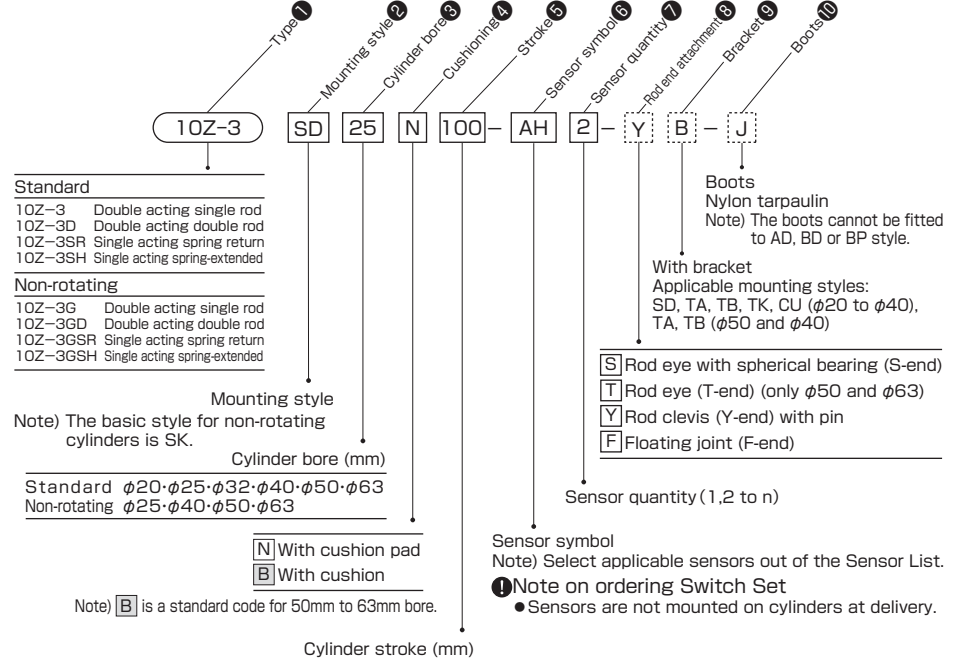 Type❶
Mounting style❷
Cylinder bore❸
Cushioning❹
Stroke❺
Sensor symbol❻
Sensor quantity❼
Rod end attachment❽
Bracket❾
Boots❿
10Z−3 SD 25 N 100 − AH 2 − Y B − J
Standard
10Z−3 Double acting single rod
10Z−3D Double acting double rod
10Z−3SR Single acting spring return
10Z−3SH Single acting spring-extended
Non-rotating
10Z−3G Double acting single rod
10Z−3GD Double acting double rod
10Z−3GSR Single acting spring return
10Z−3GSH Single acting spring-extended
Boots
Nylon tarpaulin
Note) The boots cannot be fitted
to AD, BD or BP style.
With bracket
Applicable mounting styles:
SD, TA, TB, TK, CU (φ20 to φ40),
TA, TB (φ50 and φ40)
S Rod eye with spherical bearing (S-end)
T Rod eye (T-end) (only φ50 and φ63)
Y Rod clevis (Y-end) with pin
F Floating joint (F-end)
Mounting style
Note) The basic style for non-rotating
cylinders is SK.
Cylinder bore (mm)
Standard φ20·φ25·φ32·φ40·φ50·φ63
Non-rotating φ25·φ40·φ50·φ63
Sensor quantity (1,2 to n)
N With cushion pad
B With cushion
Note) B is a standard code for 50mm to 63mm bore.
Sensor symbol
Note) Select applicable sensors out of the Sensor List.
❶Note on ordering Switch Set
●Sensors are not mounted on cylinders at delivery.
Cylinder stroke (mm)